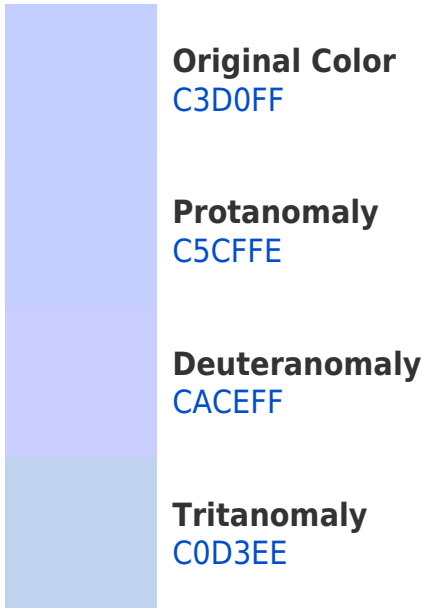 Original Color
C3D0FF
Protanomaly
C5CFFE
Deuteranomaly
CACEFF
Tritanomaly
C0D3EE